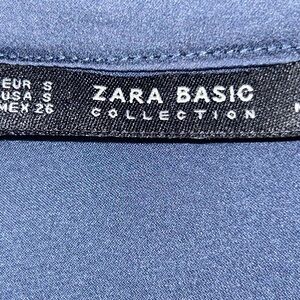 EUR S
USA S
MEX 26
ZARA BASIC
COLLECTION